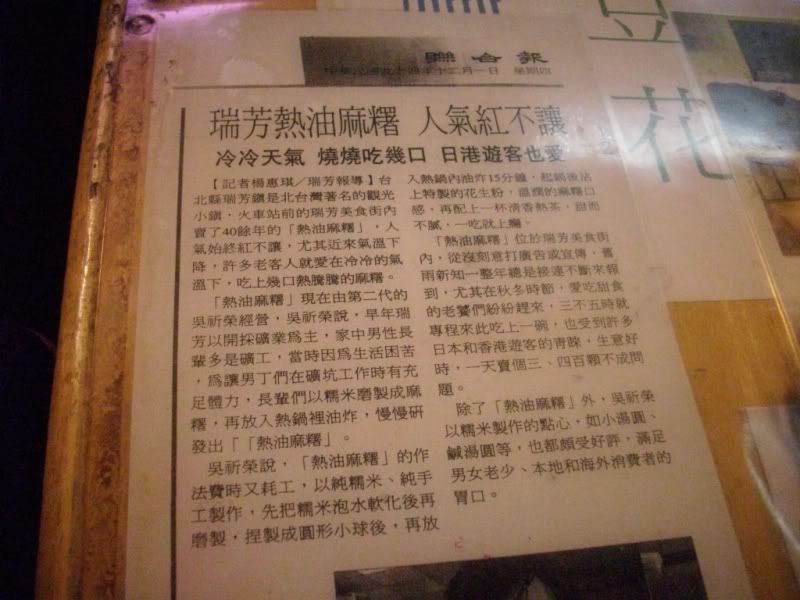 聯合報
中華民國九十四年十二月一日 星期四
豆
花
瑞芳熱油麻糬 人氣紅不讓
冷冷天氣 燒燒吃幾口 日港遊客也愛
【記者楊惠琪/瑞芳報導】台
北縣瑞芳鎮是北台灣著名的觀光
小鎮,火車站前的瑞芳美食街內
賣了40餘年的「熱油麻糬」,人
氣始終紅不讓,尤其近來氣溫下
降,許多老客人就愛在冷冷的氣
溫下,吃上幾口熱騰騰的麻糬。
「熱油麻糬」現在由第二代的
吳祈榮經營,吳祈榮說,早年瑞
芳以開採礦業為主,家中男性長
輩多是礦工,當時因為生活困苦
,為讓男丁們在礦坑工作時有充
足體力,長輩們以糯米磨製成麻
糬,再放入熱鍋裡油炸,慢慢研
發出「「熱油麻糬」。
吳祈榮說,「熱油麻糬」的作
法費時又耗工,以純糯米、純手
工製作,先把糯米泡水軟化後再
磨製,捏製成圓形小球後,再放
入熱鍋內油炸15分鐘,起鍋後沾
上特製的花生粉,溫潤的麻糬口
感,再配上一杯清香熱茶,甜而
不膩,一吃就上癮。
「熱油麻糬」位於瑞芳美食街
內,從沒刻意打廣告或宣傳,舊
雨新知一整年總是接連不斷來報
到,尤其在秋冬時節,愛吃甜食
的老饕們紛紛趕來,三不五時就
專程來此吃上一碗,也受到許多
日本和香港遊客的青睞,生意好
時,一天賣個三、四百顆不成問
題。
除了「熱油麻糬」外,吳祈榮
以糯米製作的點心,如小湯圓、
鹹湯圓等,也都頗受好評,滿足
男女老少、本地和海外消費者的
胃口。